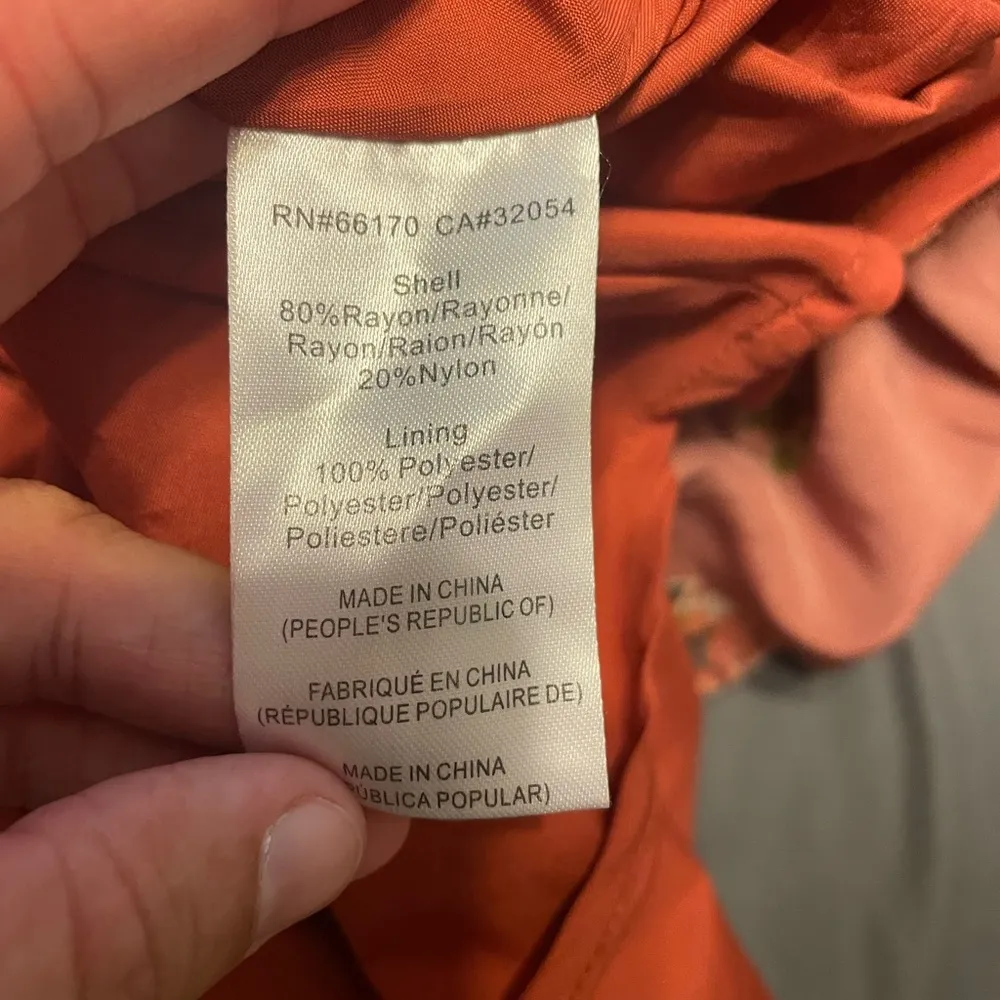 RN#66170 CA#32054
Shell
80%Rayon/Rayonne/
Rayon/Raion/Rayón
20%Nylon
Lining
100% Polyester/
Polyester/Polyester/
Poliestere/Poliéster
MADE IN CHINA
(PEOPLE'S REPUBLIC OF)
FABRIQUÉ EN CHINA
(RÉPUBLIQUE POPULAIRE DE)
MADE IN CHINA
ÚBLICA POPULAR)